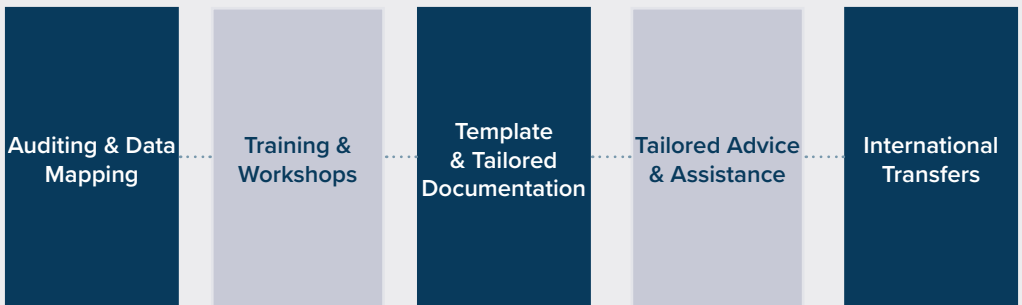 Auditing & Data
Mapping
Training &
Workshops
Template
& Tailored
Documentation
Tailored Advice
& Assistance
International
Transfers